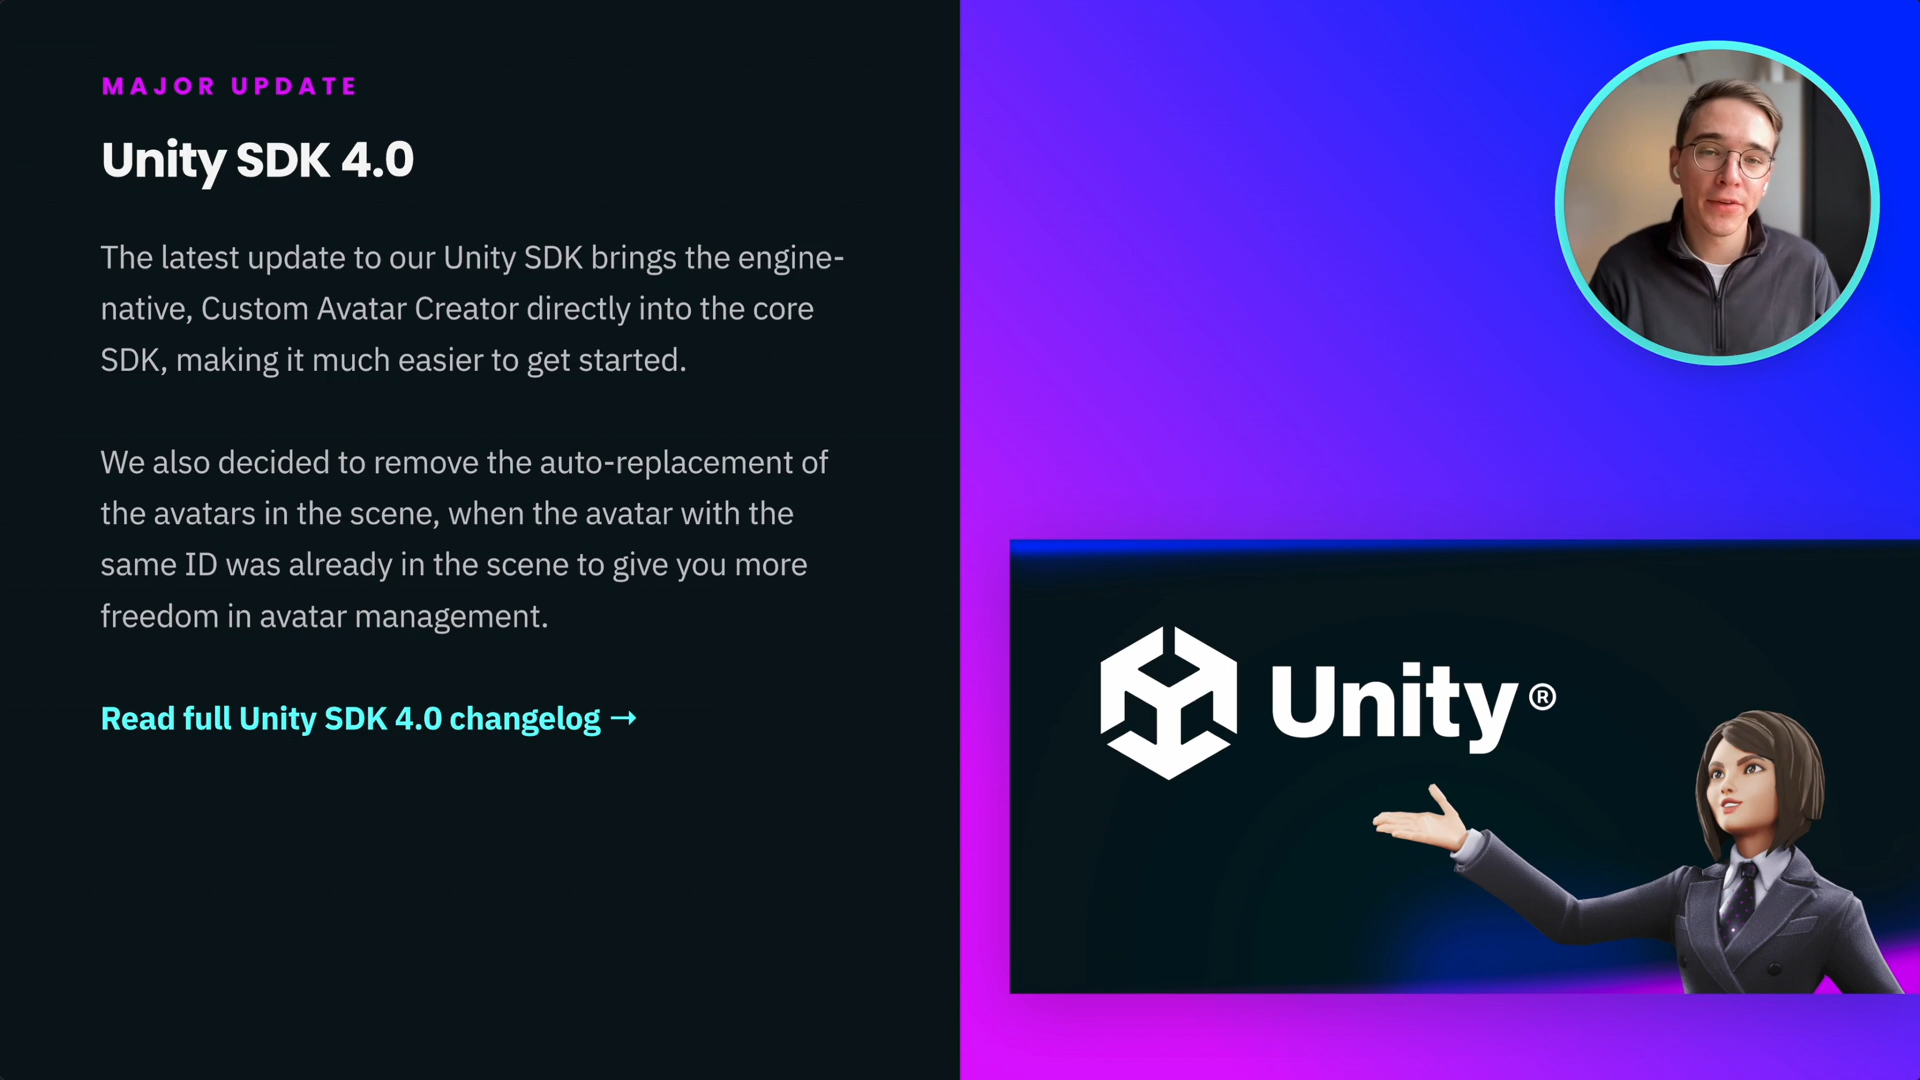 MAJOR UPDATE
Unity SDK 4.0
The latest update to our Unity SDK brings the engine-
native, Custom Avatar Creator directly into the core
SDK, making it much easier to get started.
We also decided to remove the auto-replacement of
the avatars in the scene, when the avatar with the
same ID was already in the scene to give you more
freedom in avatar management.
Read full Unity SDK 4.0 changelog →
Unity®